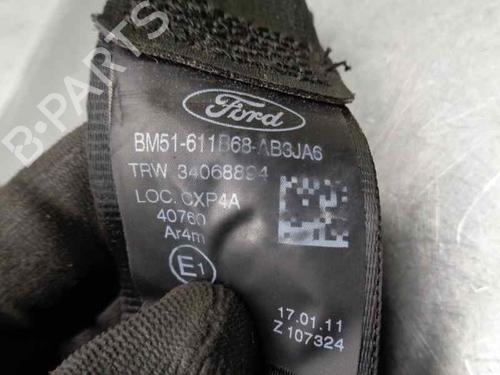 Ford
BM51-611B68-AB3JA6
TRW 34068894
LOC. CXP4A
40760
Ar4m
E1
17.01.11
Z 107324
B-Parts